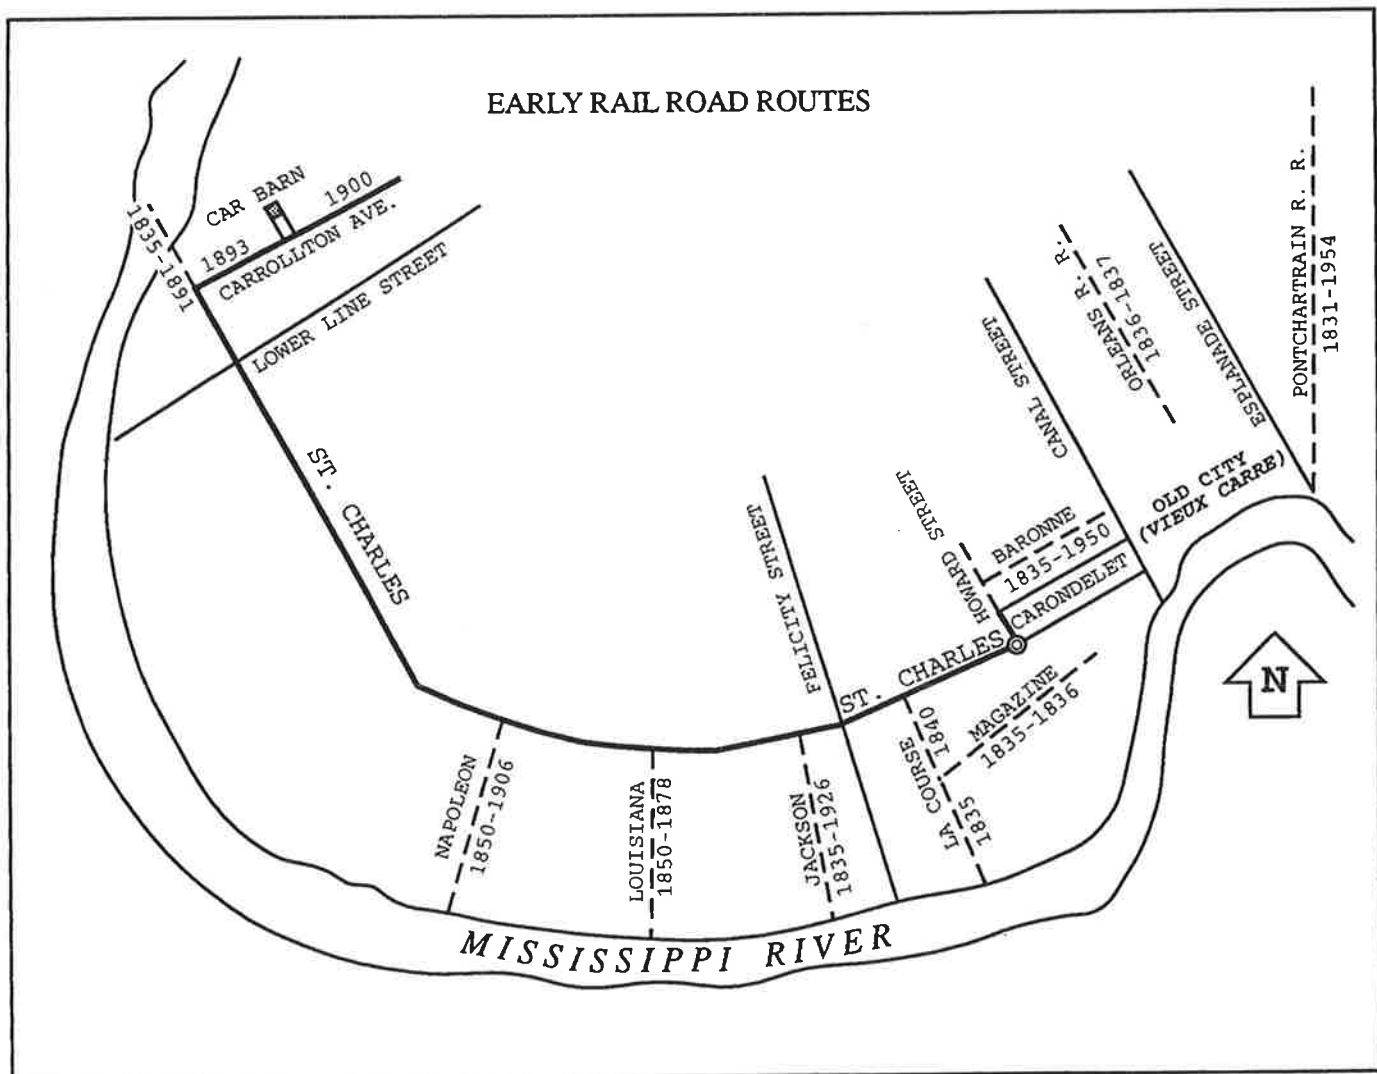 EARLY RAIL ROAD ROUTES
1835-1891
CAR BARN
1893
1900
CARROLLTON AVE.
LOWER LINE STREET
ST. CHARLES
NAPOLEON
1850-1906
LOUISIANA
1850-1878
JACKSON
1835-1926
FELICITY STREET
ST. CHARLES
LA COURSE
1840
1835
MAGAZINE
1835-1836
HOWARD STREET
BARONNE
1835-1950
CARONDELET
CANAL STREET
ORLEANS R. R.
1836-1837
ESPLANADE STREET
PONTCHARTRAIN R. R.
1831-1954
OLD CITY
(VIEUX CARRE)
N
MISSISSIPPI RIVER